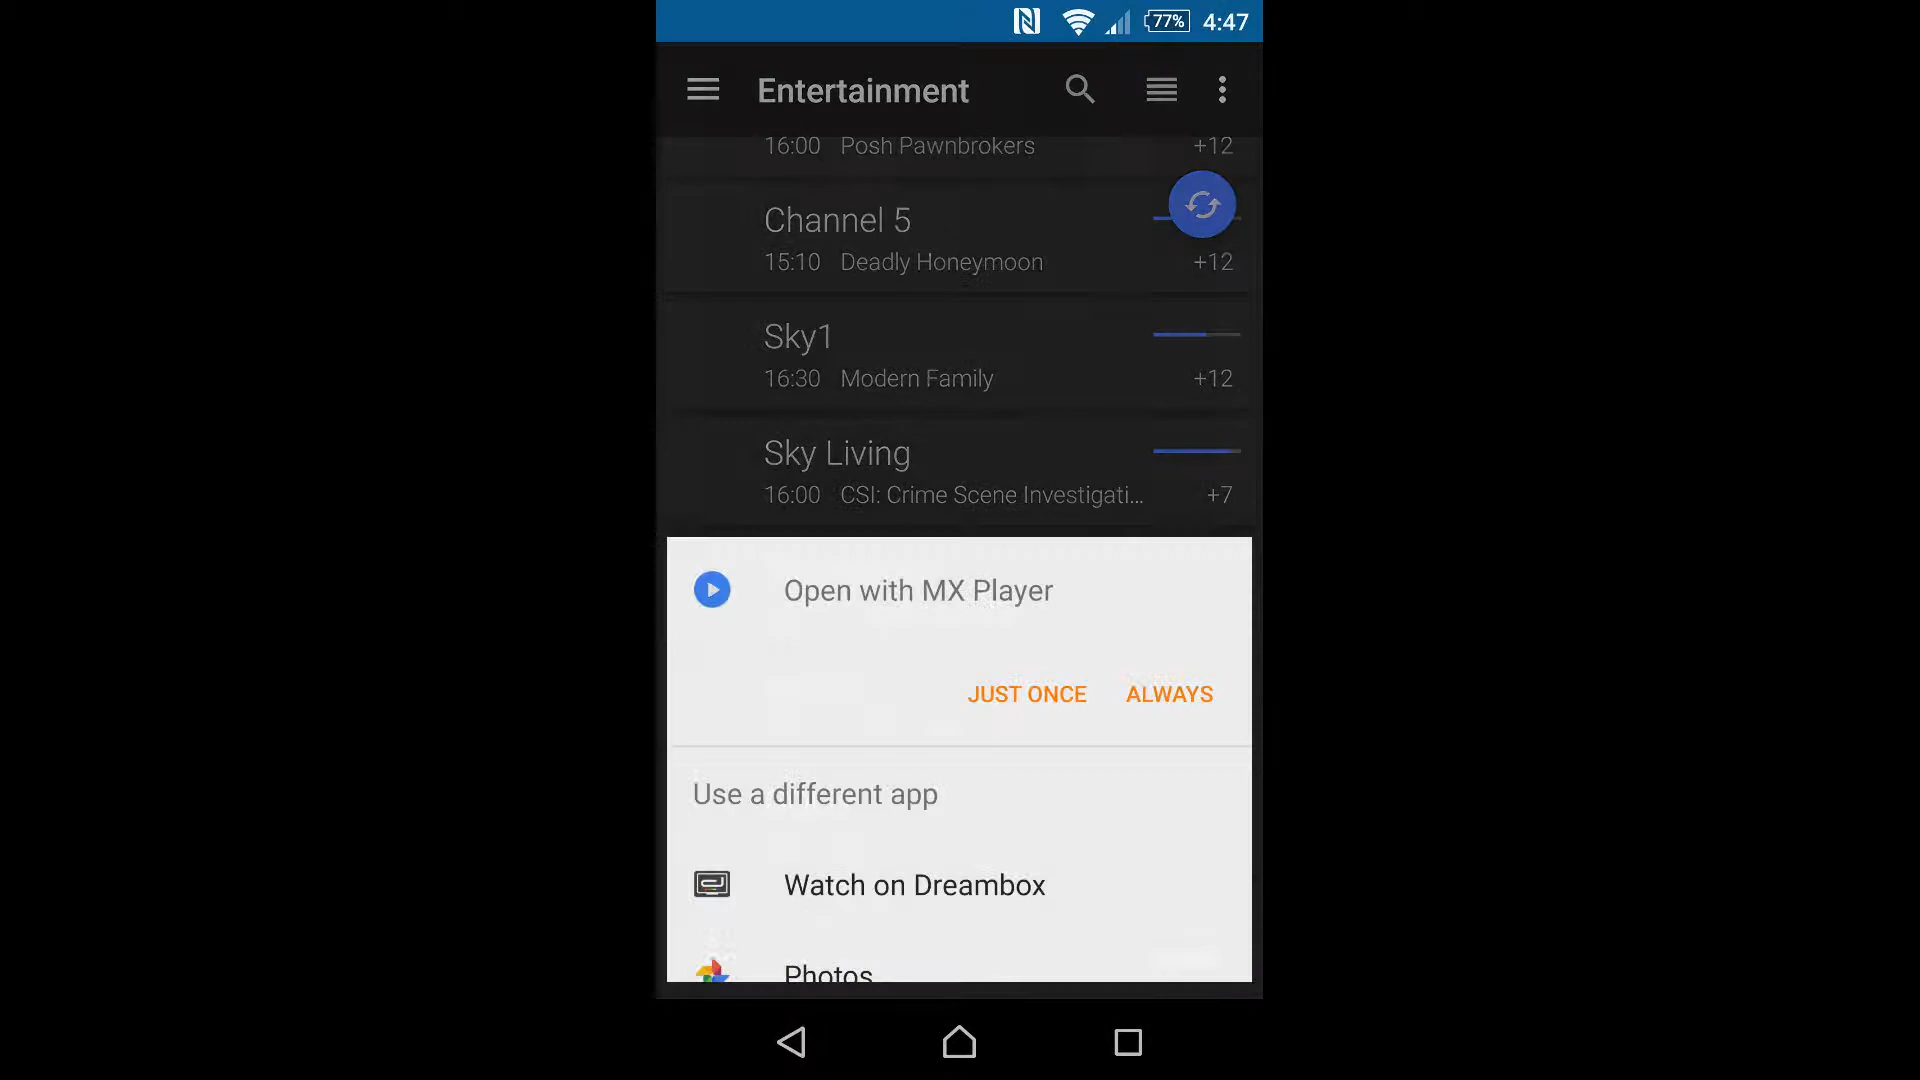 77% 4:47
Entertainment
16:00 Posh Pawnbrokers +12
Channel 5
15:10 Deadly Honeymoon +12
Sky1
16:30 Modern Family +12
Sky Living
16:00 CSI: Crime Scene Investigati... +7
Open with MX Player
JUST ONCE ALWAYS
Use a different app
Watch on Dreambox
Photos